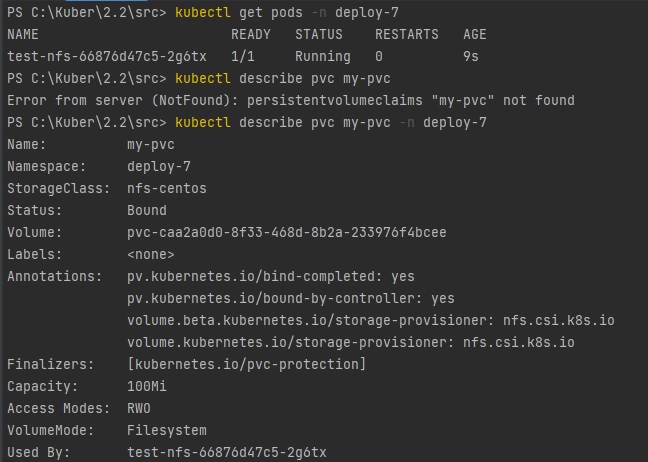 PS C:\Kuber\2.2\src> kubectl get pods -n deploy-7
NAME READY STATUS RESTARTS AGE
test-nfs-66876d47c5-2g6tx 1/1 Running 0 9s
PS C:\Kuber\2.2\src> kubectl describe pvc my-pvc
Error from server (NotFound): persistentvolumeclaims "my-pvc" not found
PS C:\Kuber\2.2\src> kubectl describe pvc my-pvc -n deploy-7
Name: my-pvc
Namespace: deploy-7
StorageClass: nfs-centos
Status: Bound
Volume: pvc-caa2a0d0-8f33-468d-8b2a-233976f4bcee
Labels: <none>
Annotations: pv.kubernetes.io/bind-completed: yes
pv.kubernetes.io/bound-by-controller: yes
volume.beta.kubernetes.io/storage-provisioner: nfs.csi.k8s.io
volume.kubernetes.io/storage-provisioner: nfs.csi.k8s.io
Finalizers: [kubernetes.io/pvc-protection]
Capacity: 100Mi
Access Modes: RWO
VolumeMode: Filesystem
Used By: test-nfs-66876d47c5-2g6tx